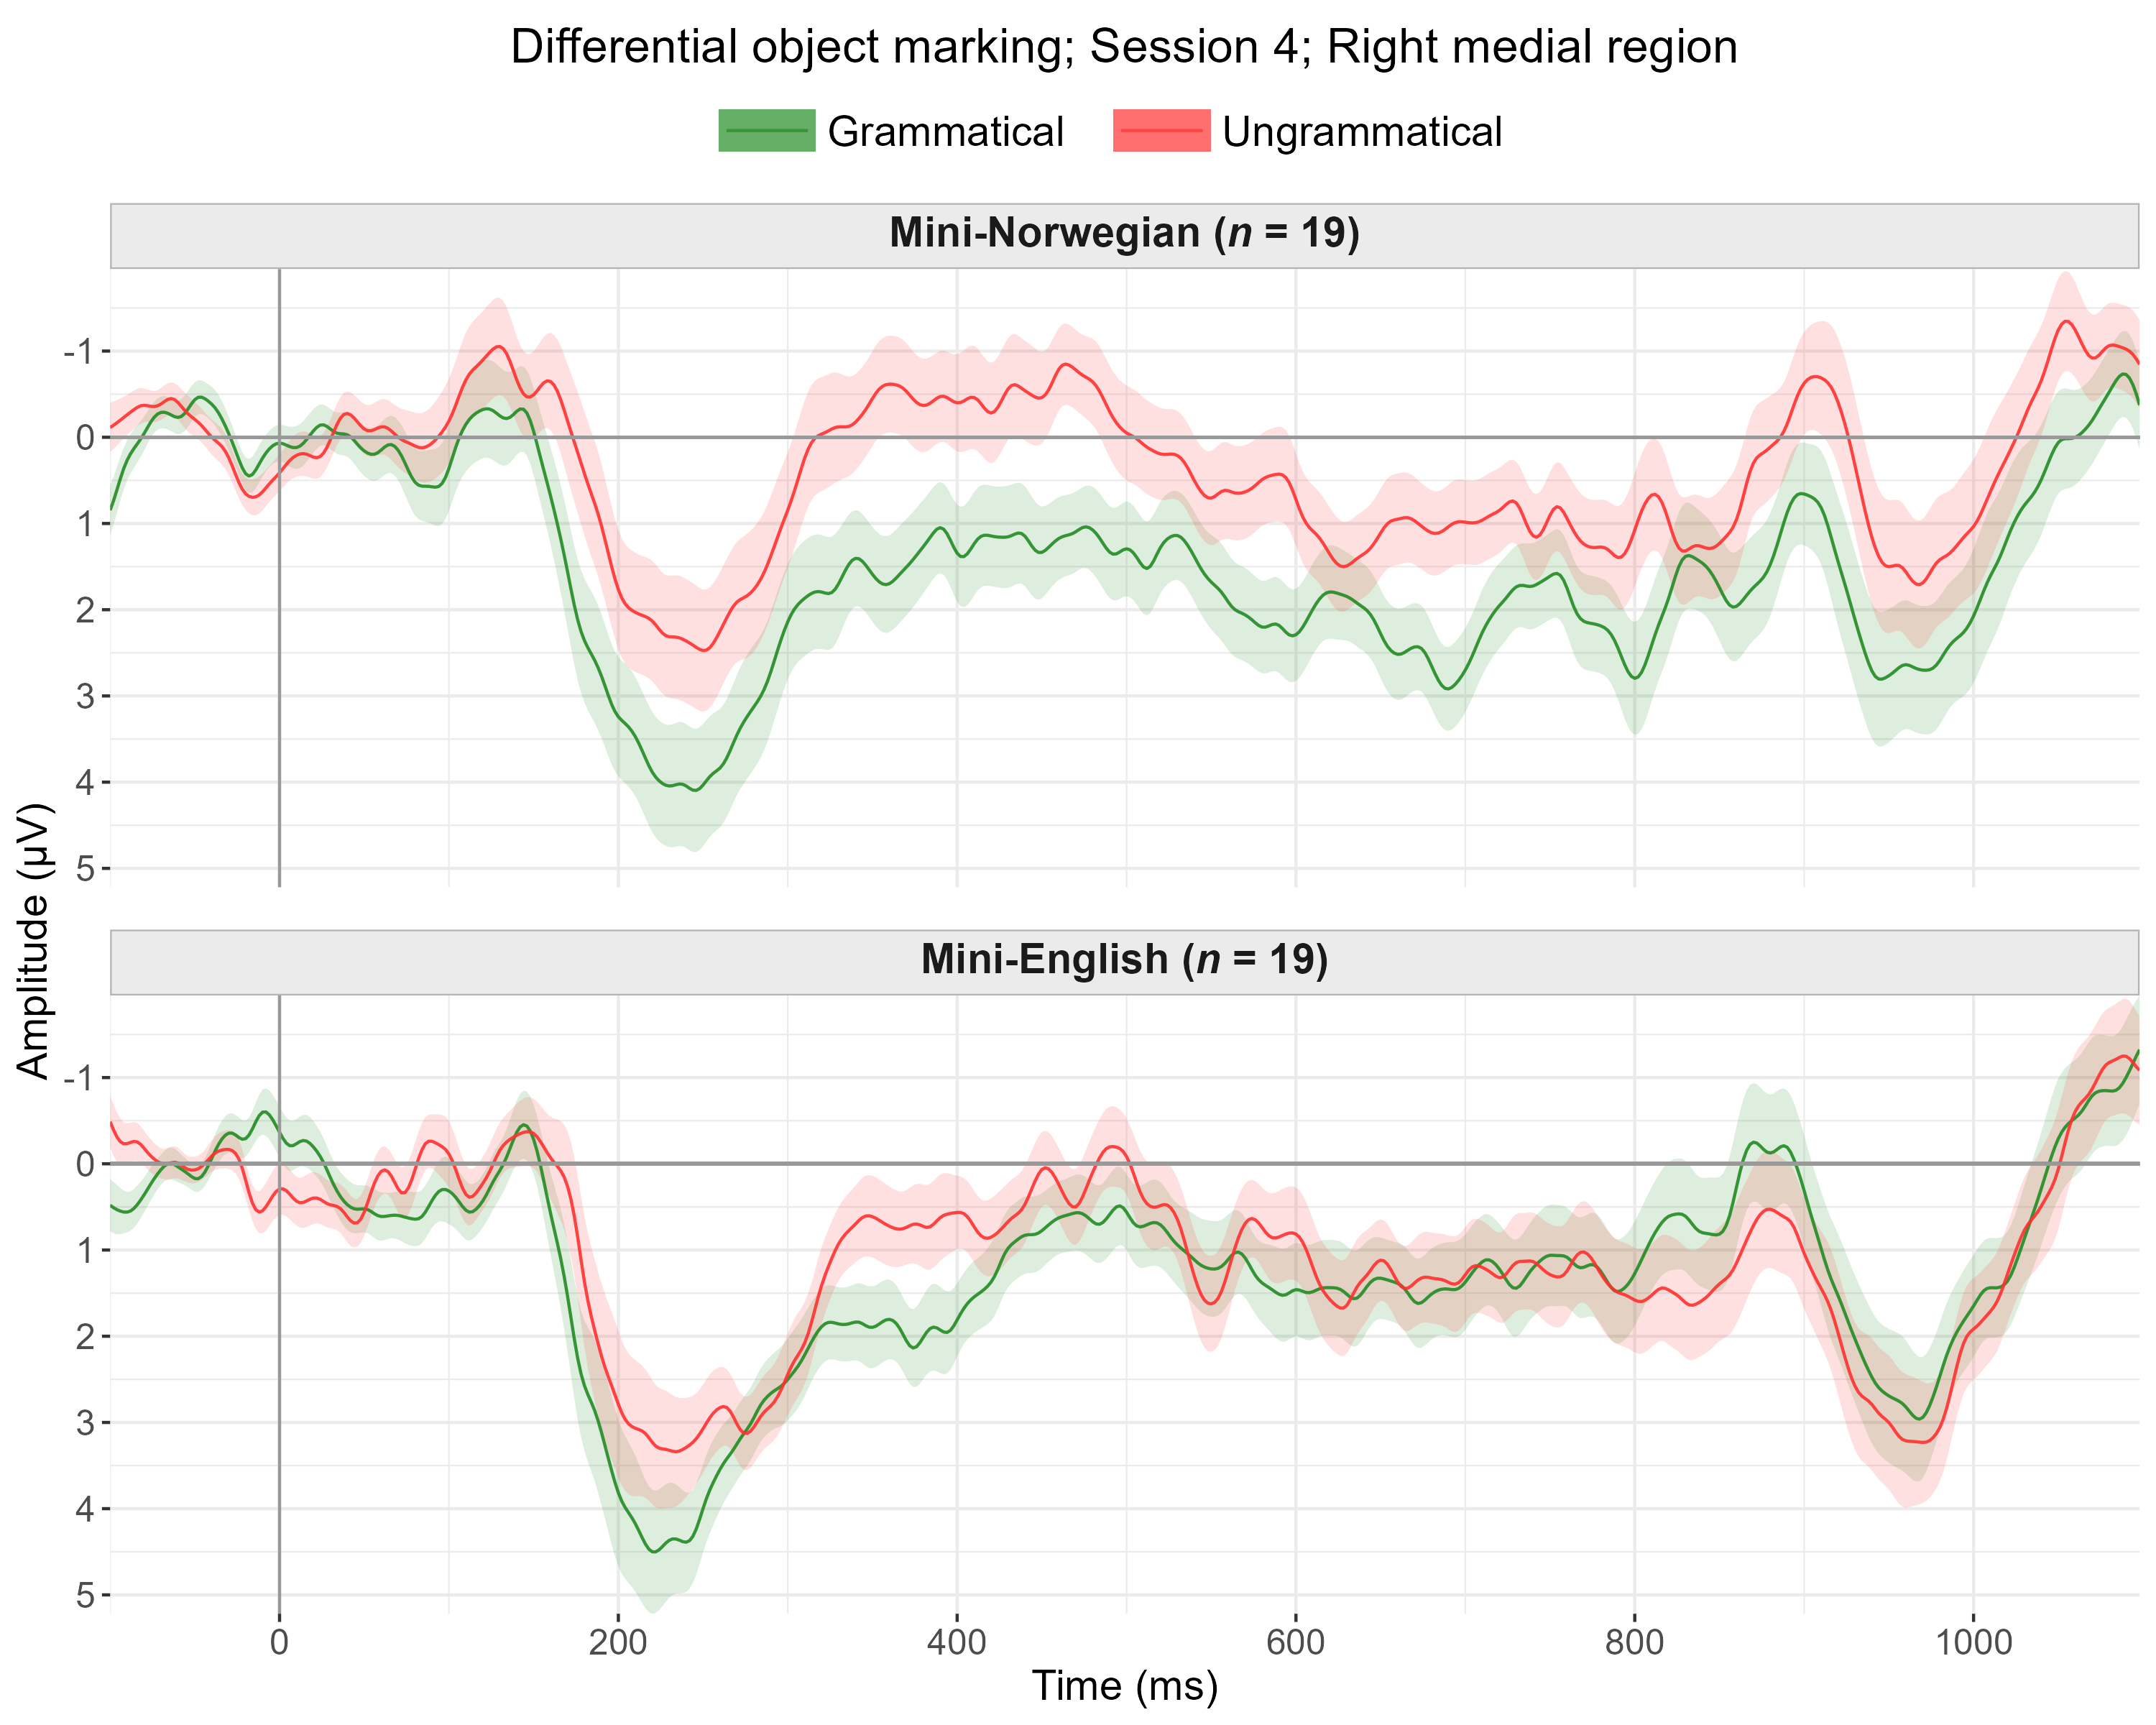 Differential object marking; Session 4; Right medial region
Grammatical Ungrammatical
Mini-Norwegian (n = 19)
-1
0
1
2
3
4
5
Mini-English (n = 19)
-1
0
1
2
3
4
5
0 200 400 600 800 1000
Time (ms)
Amplitude (µV)